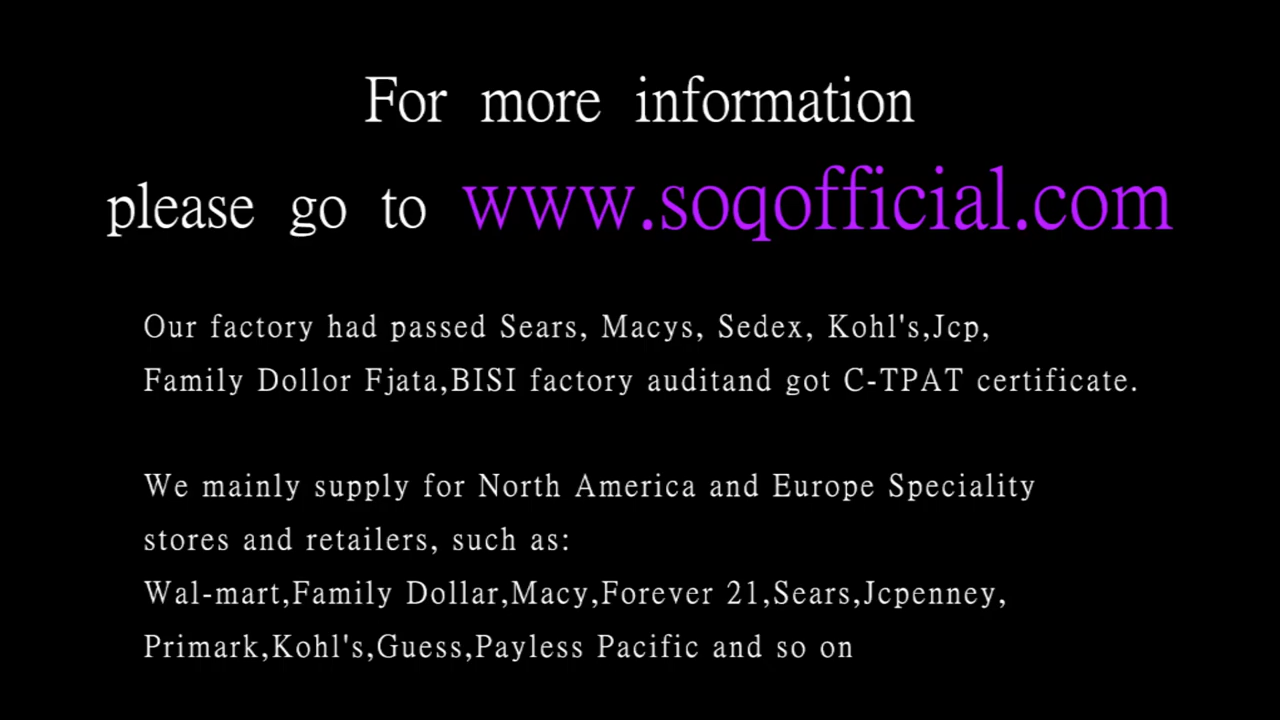 For more information
please go to www.soqofficial.com
Our factory had passed Sears, Macys, Sedex, Kohl's,Jcp,
Family Dollor Fjata,BISI factory auditand got C-TPAT certificate.
We mainly supply for North America and Europe Speciality
stores and retailers, such as:
Wal-mart,Family Dollar,Macy,Forever 21,Sears,Jcpenney,
Primark,Kohl's,Guess,Payless Pacific and so on